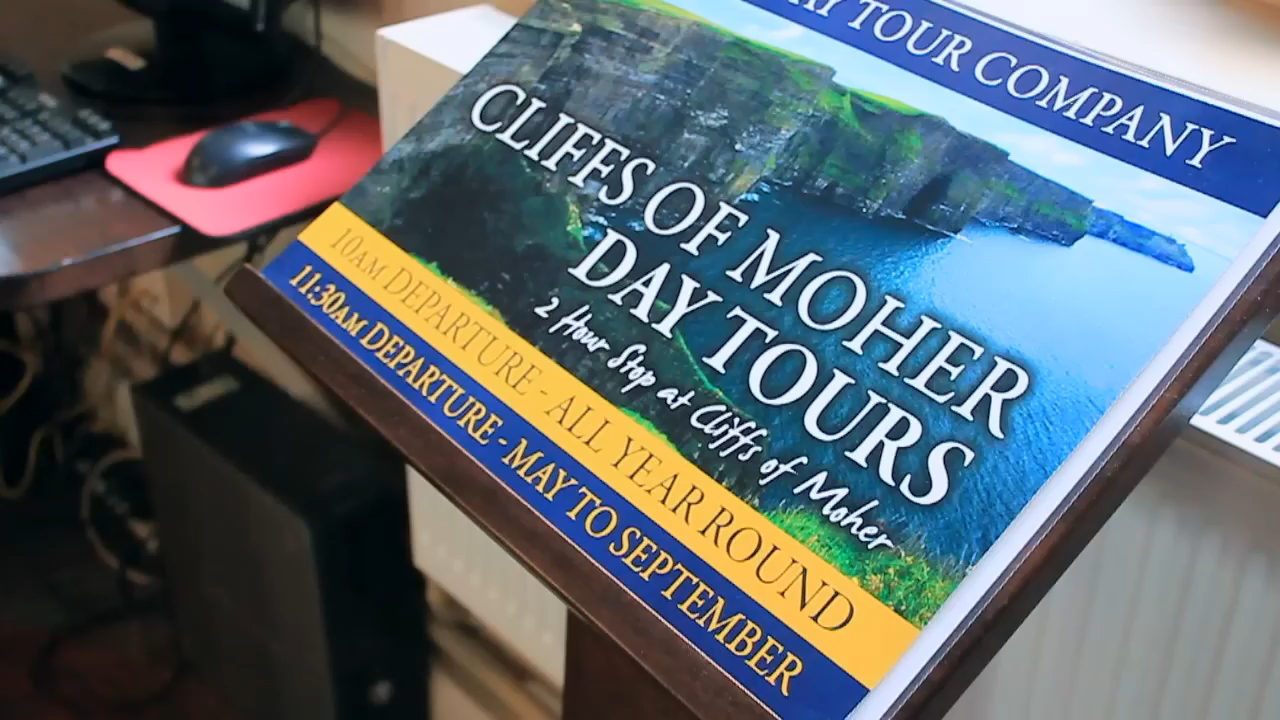 TOUR COMPANY
CLIFFS OF MOHER
DAY TOURS
2 Hour Stop at Cliffs of Moher
10AM DEPARTURE - ALL YEAR ROUND
11:30AM DEPARTURE - MAY TO SEPTEMBER